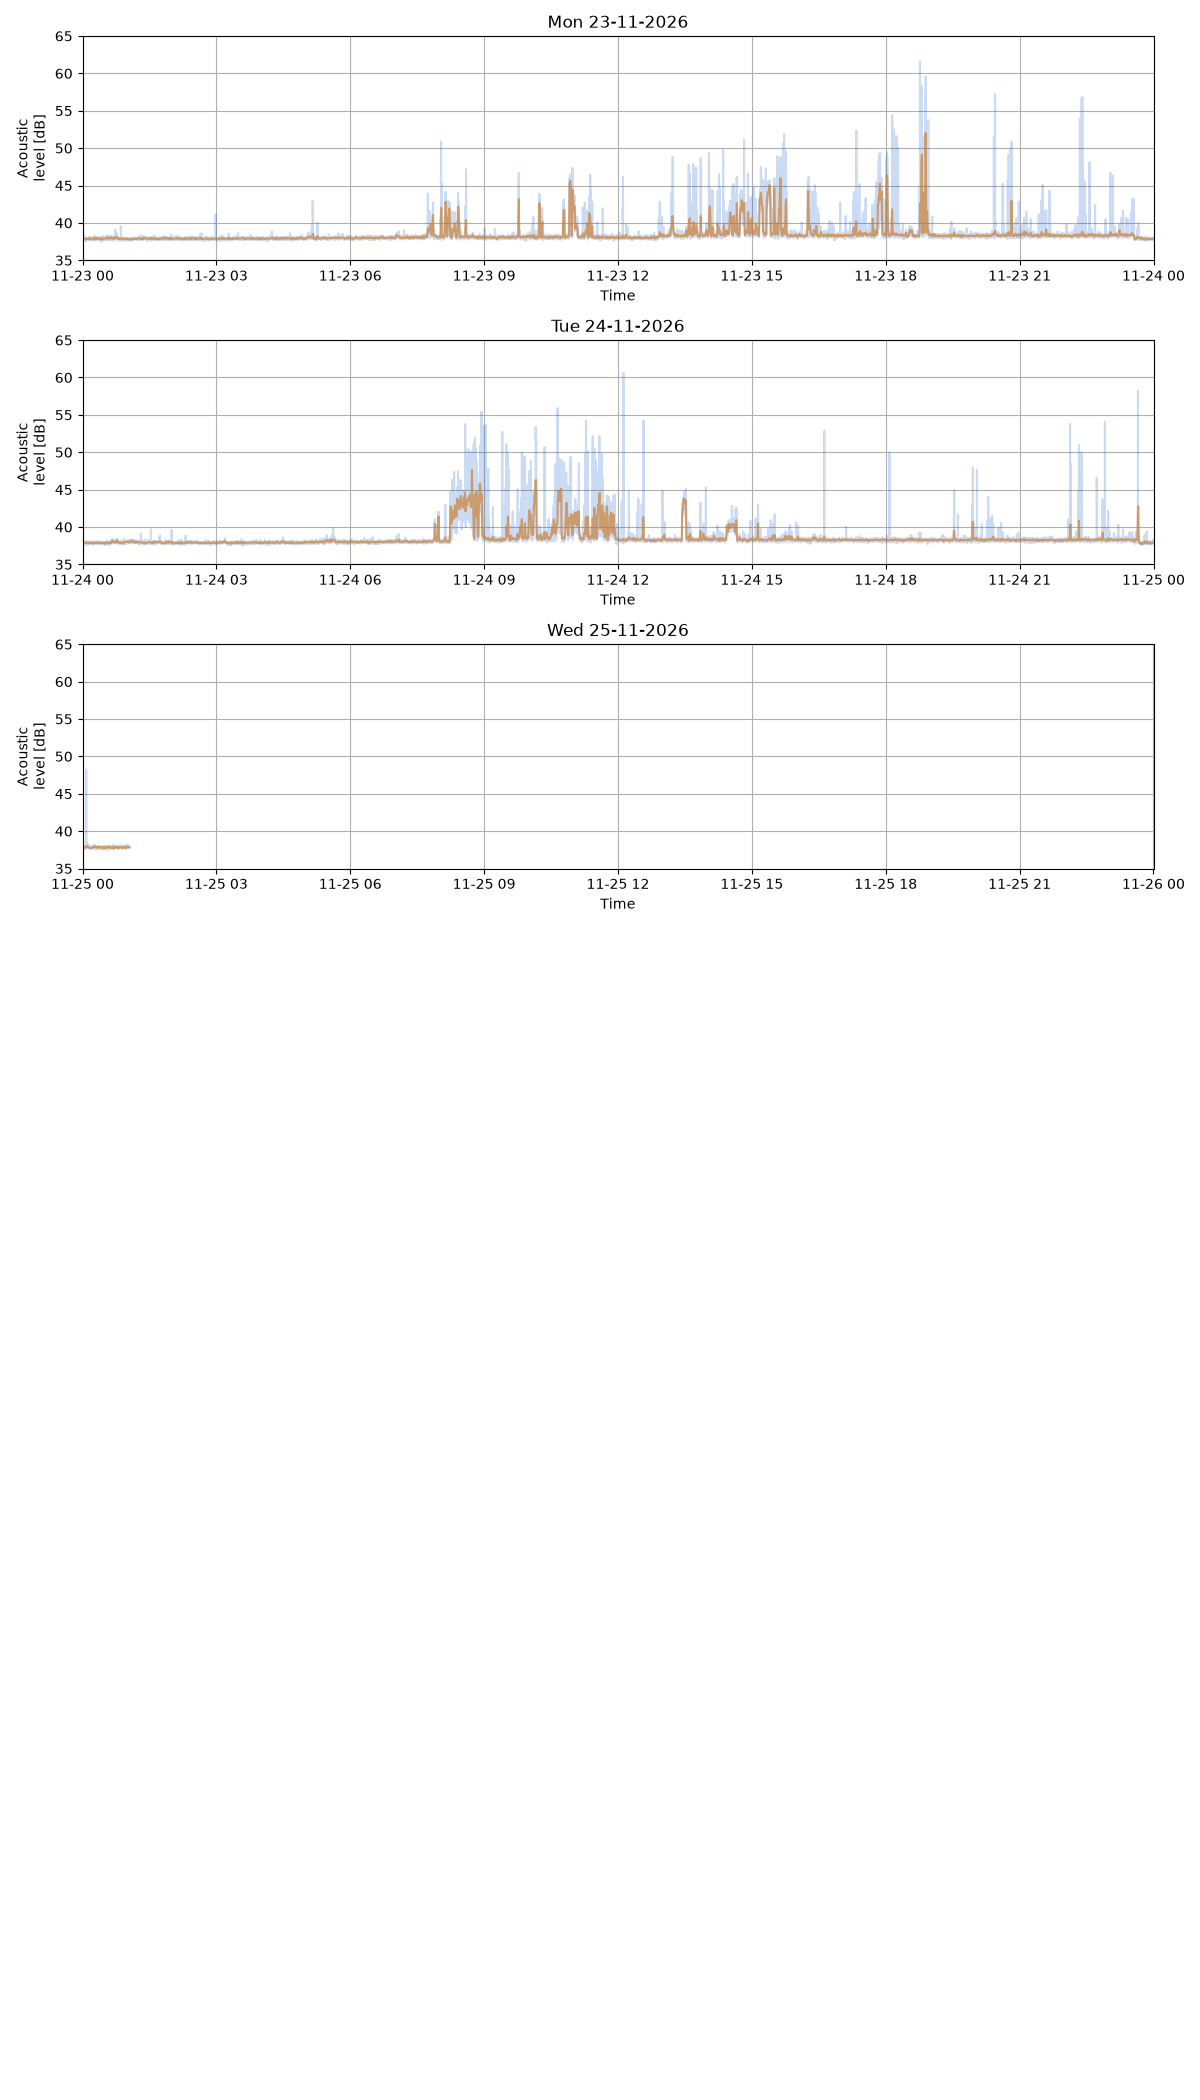 Mon 23-11-2026
65
60
55
50
45
40
35
Acoustic
level [dB]
11-23 00 11-23 03 11-23 06 11-23 09 11-23 12 11-23 15 11-23 18 11-23 21 11-24 00
Time
Tue 24-11-2026
65
60
55
50
45
40
35
Acoustic
level [dB]
11-24 00 11-24 03 11-24 06 11-24 09 11-24 12 11-24 15 11-24 18 11-24 21 11-25 00
Time
Wed 25-11-2026
65
60
55
50
45
40
35
Acoustic
level [dB]
11-25 00 11-25 03 11-25 06 11-25 09 11-25 12 11-25 15 11-25 18 11-25 21 11-26 00
Time